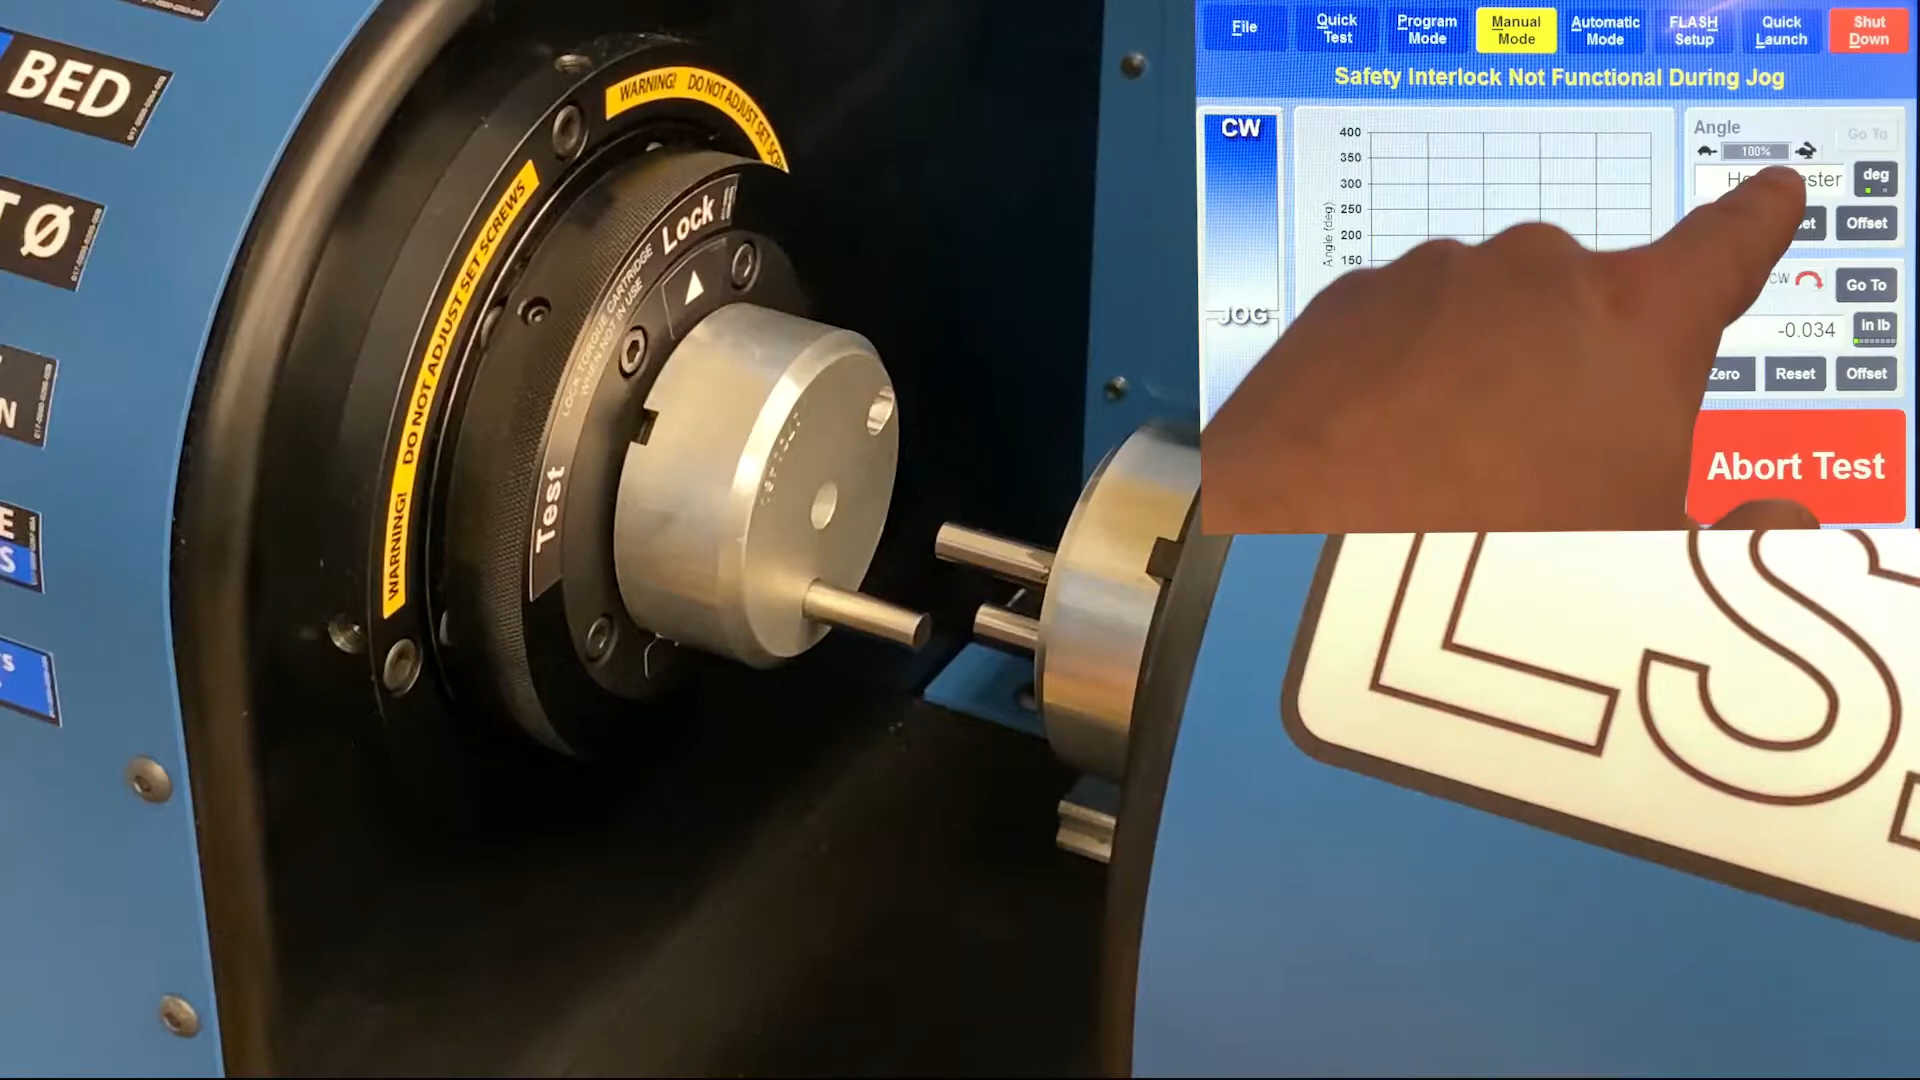 BED
T Ø
N
E
S
S
WARNING! DO NOT ADJUST SET SCREWS
WARNING! DO NOT ADJUST SET SCR
Lock
LOCK TORQUE CARTRIDGE
WHEN NOT IN USE
Test
File
Quick
Test
Program
Mode
Manual
Mode
Automatic
Mode
FLASH
Setup
Quick
Launch
Shut
Down
Safety Interlock Not Functional During Jog
CW
JOG
400
350
300
250
200
150
Angle (deg)
Angle
Go To
100%
deg
Offset
CW
Go To
-0.034
in lb
Zero
Reset
Offset
Abort Test
LS